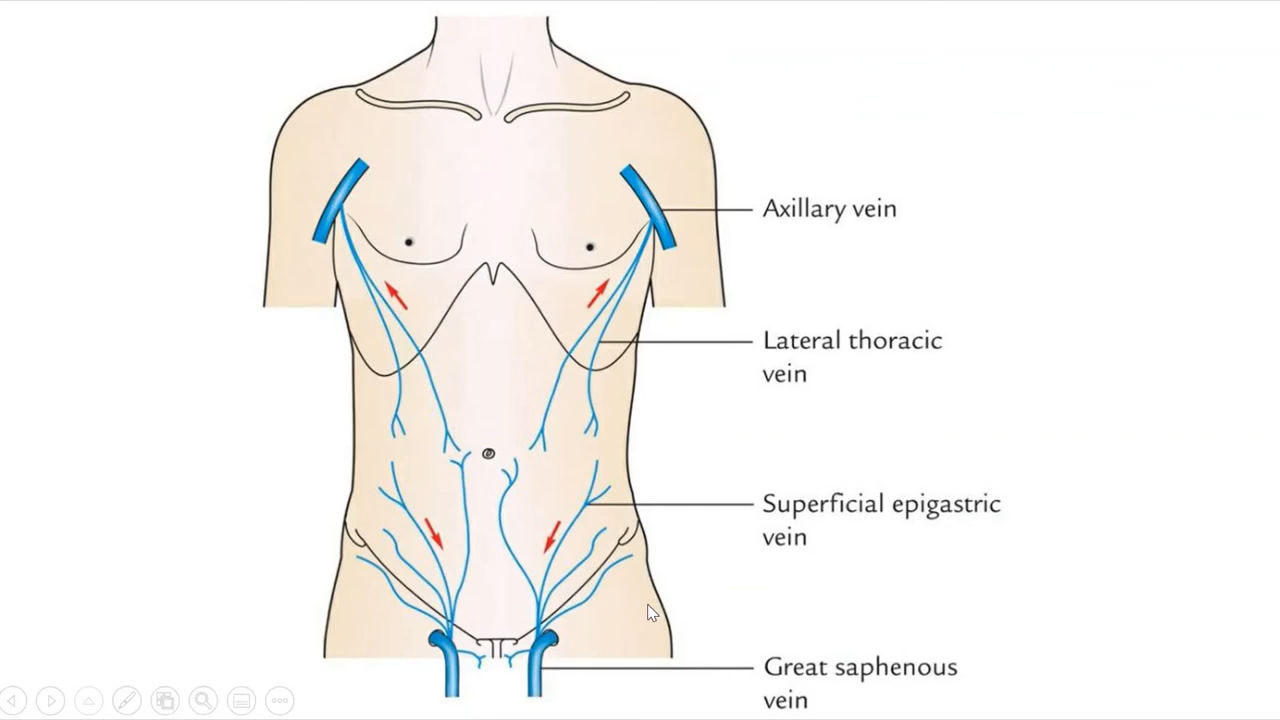 Axillary vein
Lateral thoracic
vein
Superficial epigastric
vein
Great saphenous
vein